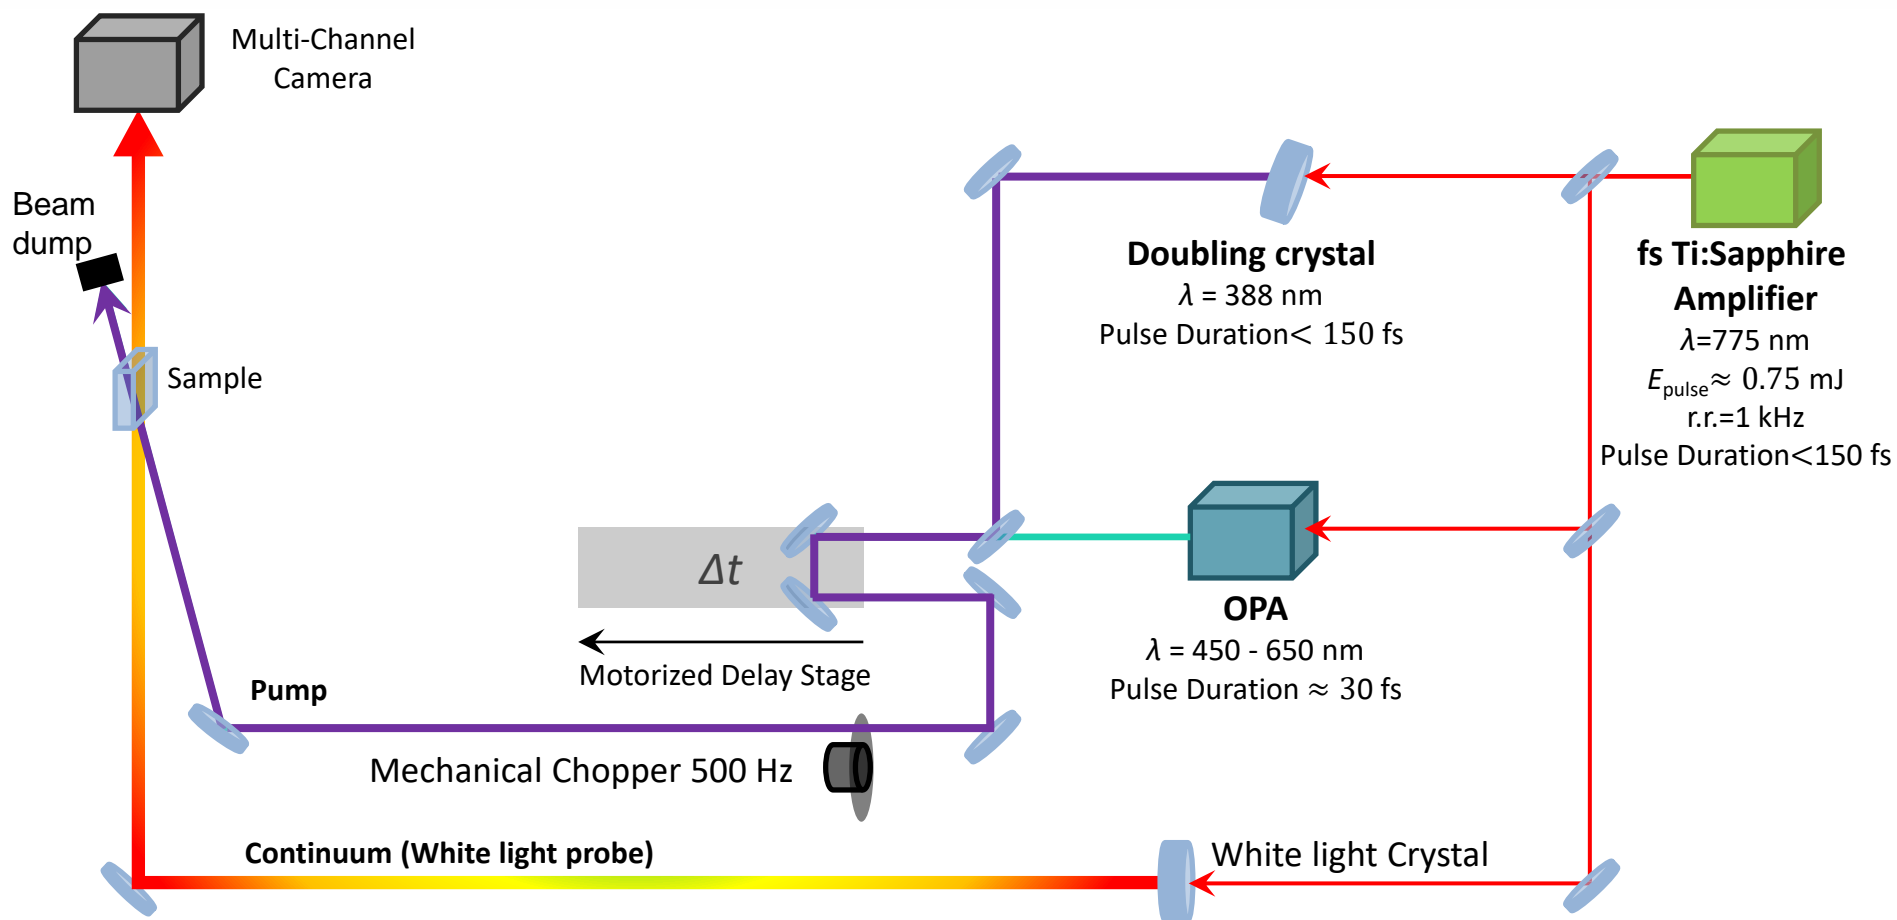 Multi-Channel
Camera
Beam
dump
Sample
Doubling crystal
λ = 388 nm
Pulse Duration< 150 fs
fs Ti:Sapphire
Amplifier
λ=775 nm
Epulse≈ 0.75 mJ
r.r.=1 kHz
Pulse Duration<150 fs
Δt
Motorized Delay Stage
OPA
λ = 450 - 650 nm
Pulse Duration ≈ 30 fs
Pump
Mechanical Chopper 500 Hz
Continuum (White light probe)
White light Crystal